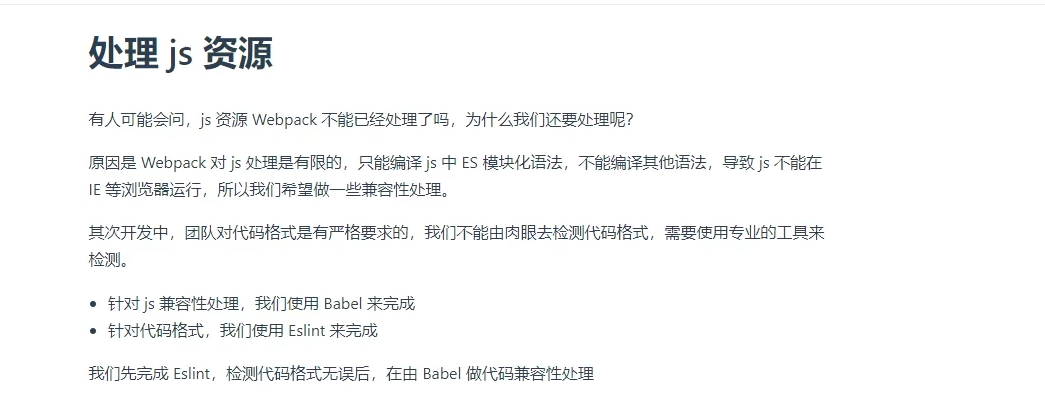 处理 js 资源
有人可能会问，js 资源 Webpack 不能已经处理了吗，为什么我们还要处理呢？
原因是 Webpack 对 js 处理是有限的，只能编译 js 中 ES 模块化语法，不能编译其他语法，导致 js 不能在
IE 等浏览器运行，所以我们希望做一些兼容性处理。
其次开发中，团队对代码格式是有严格要求的，我们不能由肉眼去检测代码格式，需要使用专业的工具来
检测。
• 针对 js 兼容性处理，我们使用 Babel 来完成
• 针对代码格式，我们使用 Eslint 来完成
我们先完成 Eslint，检测代码格式无误后，在由 Babel 做代码兼容性处理